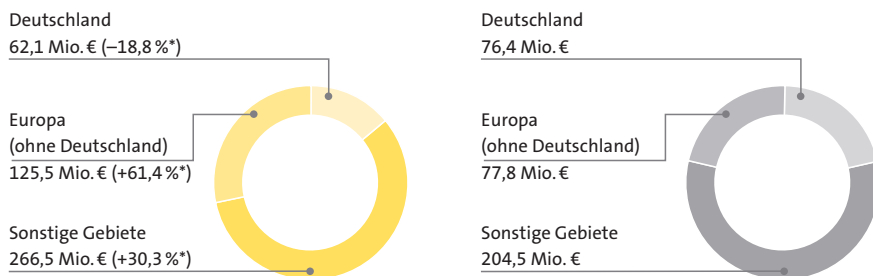 Deutschland
62,1 Mio. € (–18,8 %*)
Europa
(ohne Deutschland)
125,5 Mio. € (+61,4 %*)
Sonstige Gebiete
266,5 Mio. € (+30,3 %*)
Deutschland
76,4 Mio. €
Europa
(ohne Deutschland)
77,8 Mio. €
Sonstige Gebiete
204,5 Mio. €